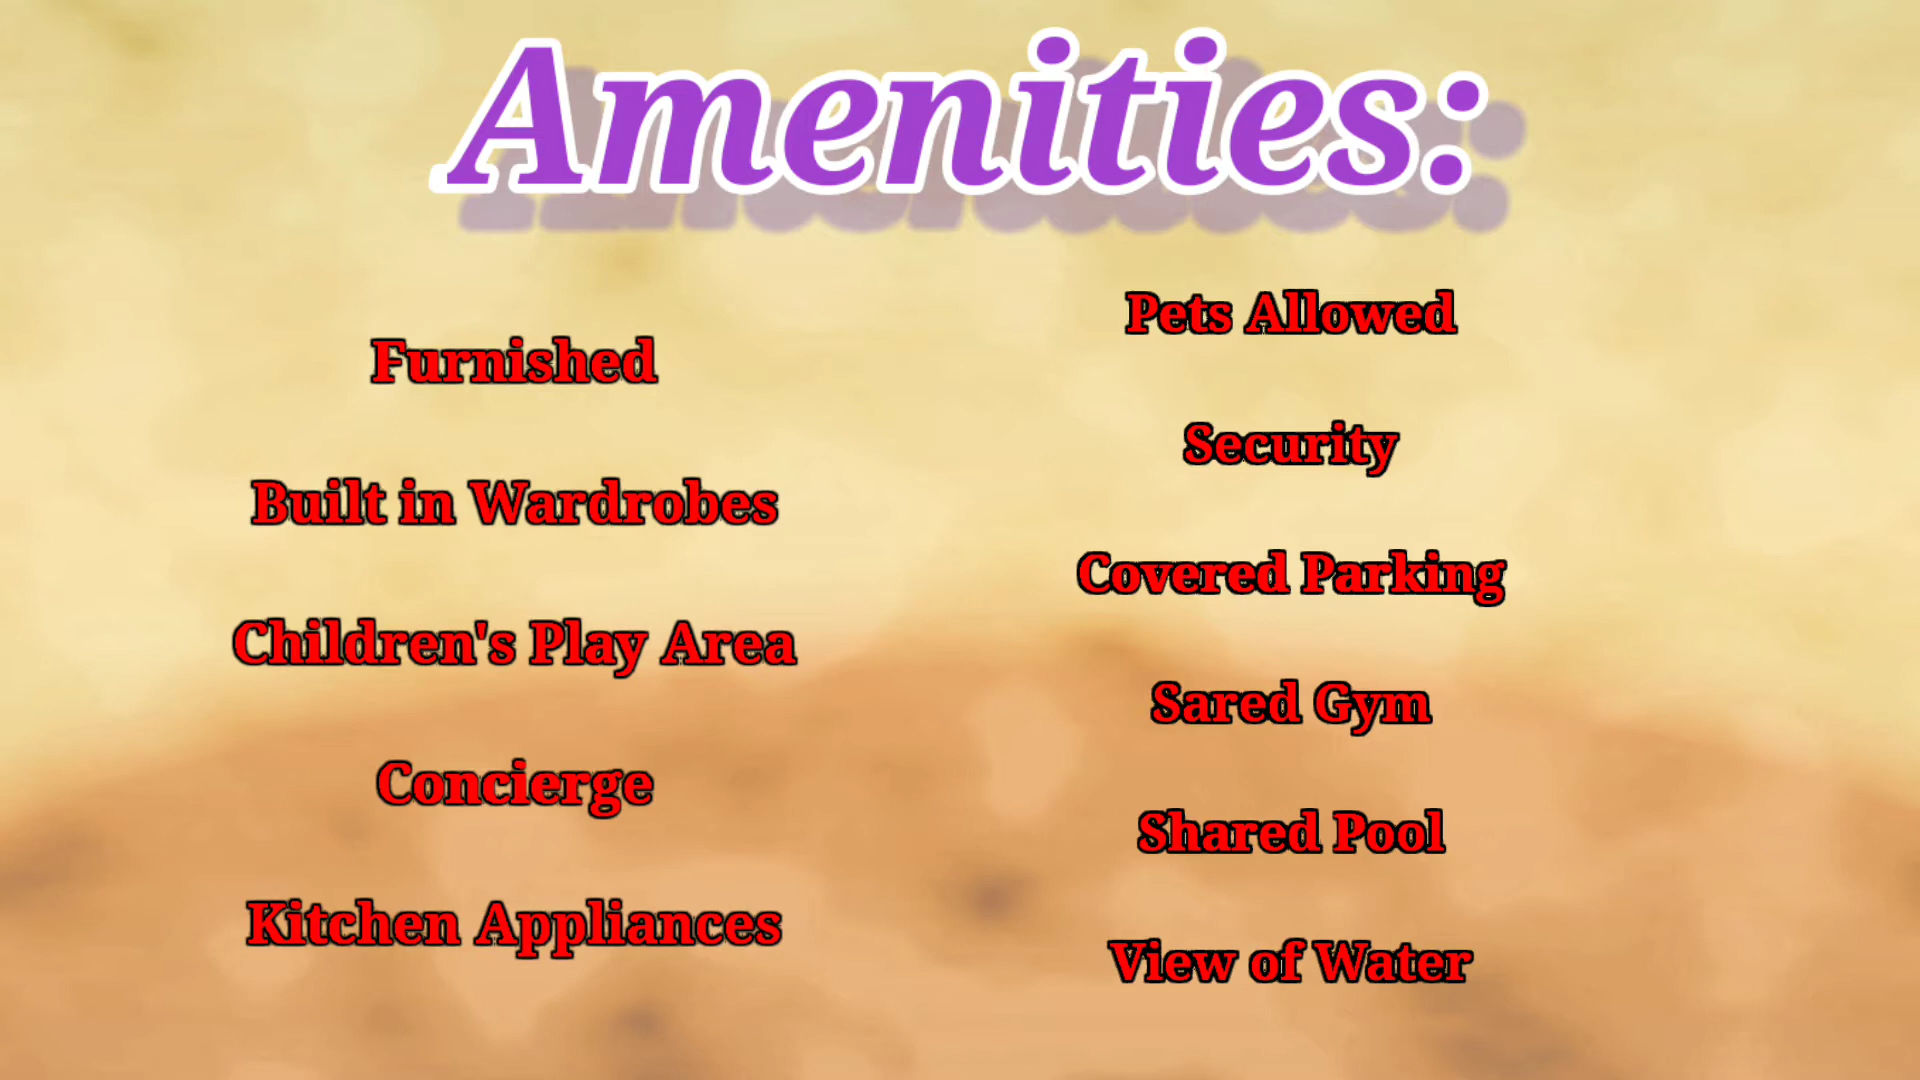 Amenities:
Furnished
Built in Wardrobes
Children's Play Area
Concierge
Kitchen Appliances
Pets Allowed
Security
Covered Parking
Sared Gym
Shared Pool
View of Water